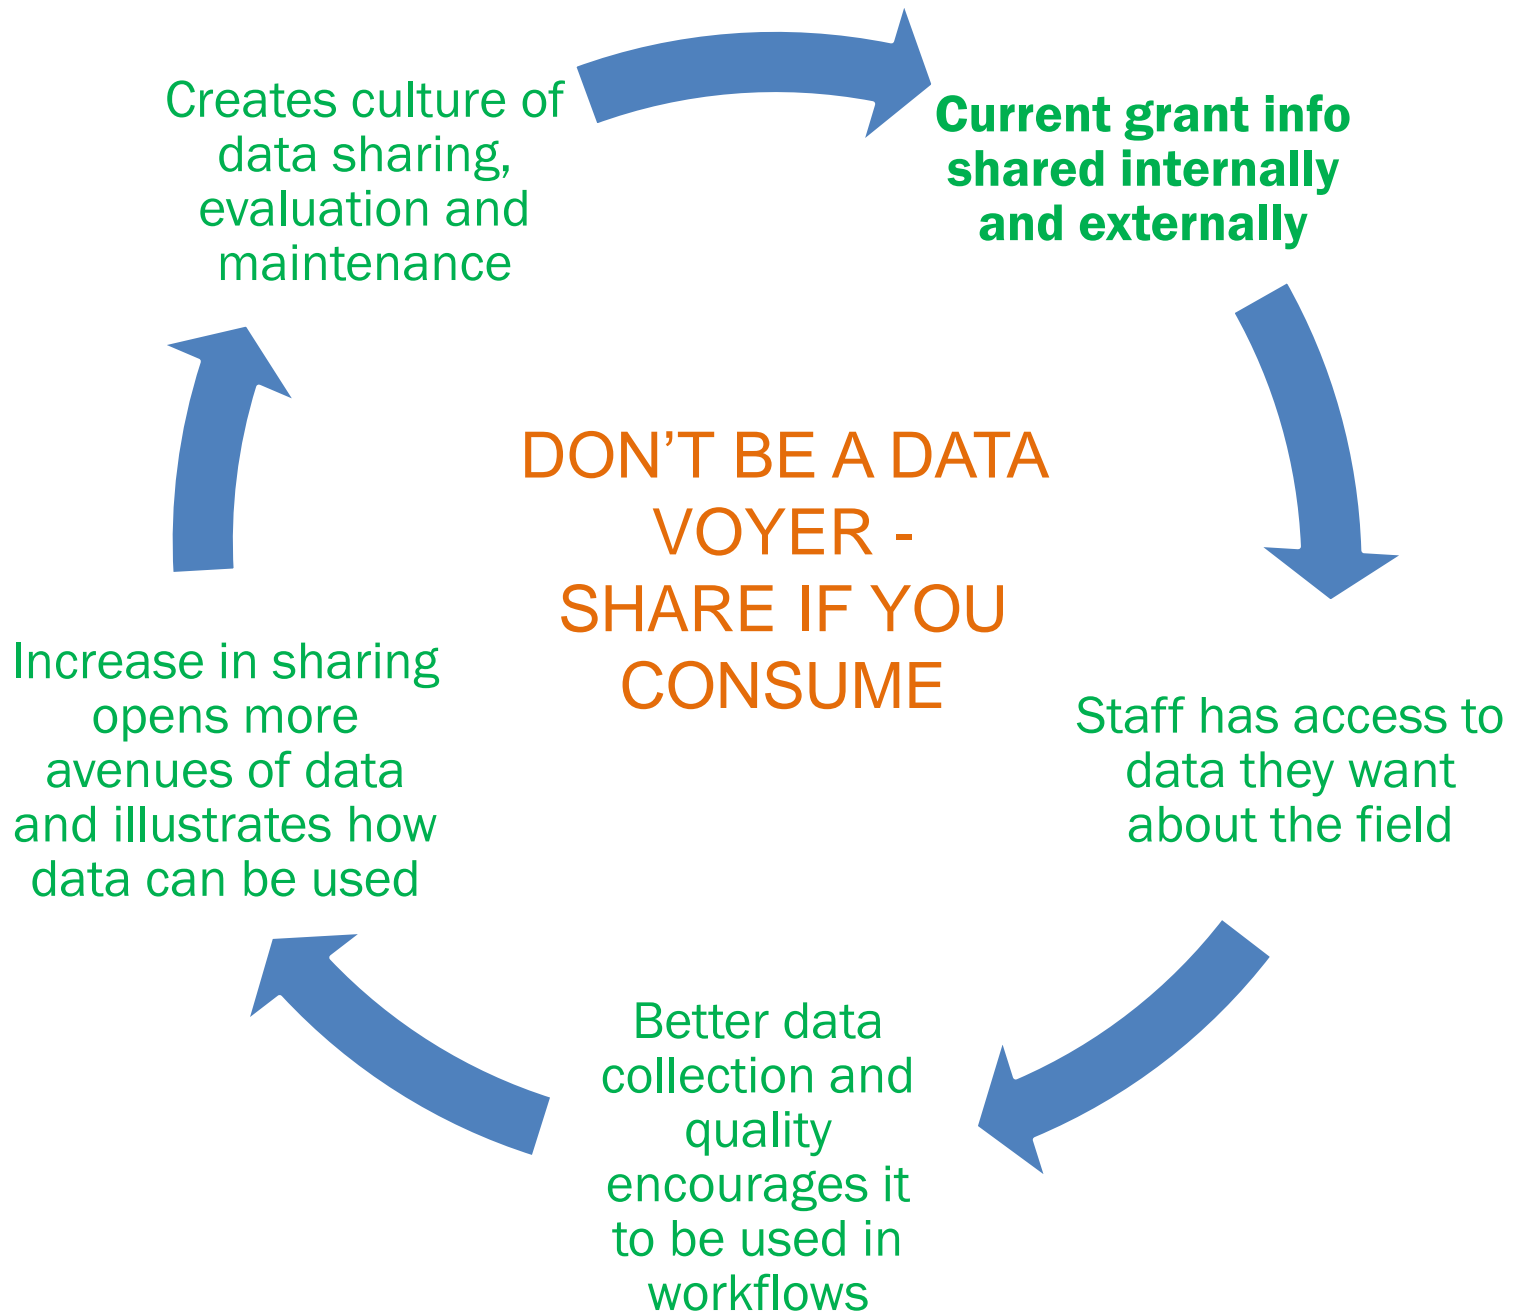 Creates culture of
data sharing,
evaluation and
maintenance
Current grant info
shared internally
and externally
DON’T BE A DATA
VOYER -
SHARE IF YOU
CONSUME
Increase in sharing
opens more
avenues of data
and illustrates how
data can be used
Staff has access to
data they want
about the field
Better data
collection and
quality
encourages it
to be used in
workflows